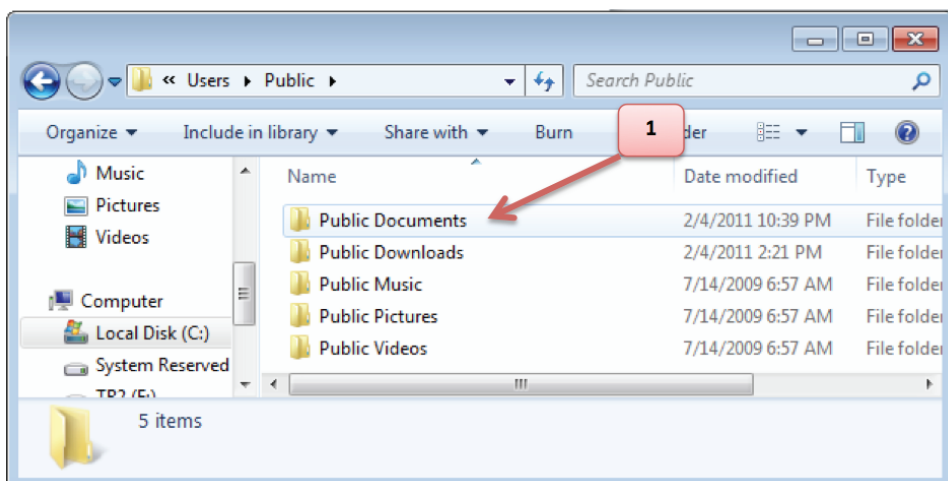 « Users Public
Search Public
Organize Include in library Share with Burn
1
Name Date modified Type
Music
Pictures
Videos
Computer
Local Disk (C:)
System Reserved
Public Documents 2/4/2011 10:39 PM File folder
Public Downloads 2/4/2011 2:21 PM File folder
Public Music 7/14/2009 6:57 AM File folder
Public Pictures 7/14/2009 6:57 AM File folder
Public Videos 7/14/2009 6:57 AM File folder
5 items